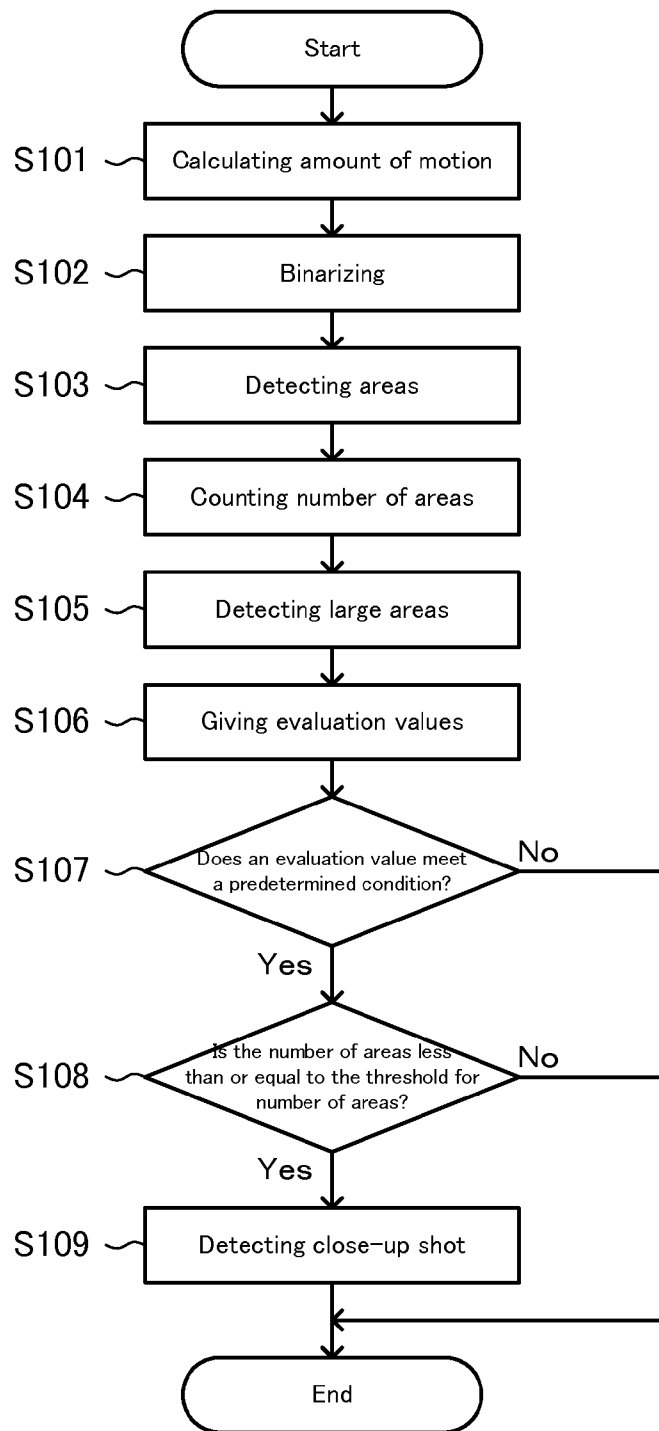 Start
S101
Calculating amount of motion
S102
Binarizing
S103
Detecting areas
S104
Counting number of areas
S105
Detecting large areas
S106
Giving evaluation values
S107
Does an evaluation value meet
a predetermined condition?
No
Yes
S108
Is the number of areas less
than or equal to the threshold for
number of areas?
No
Yes
S109
Detecting close-up shot
End